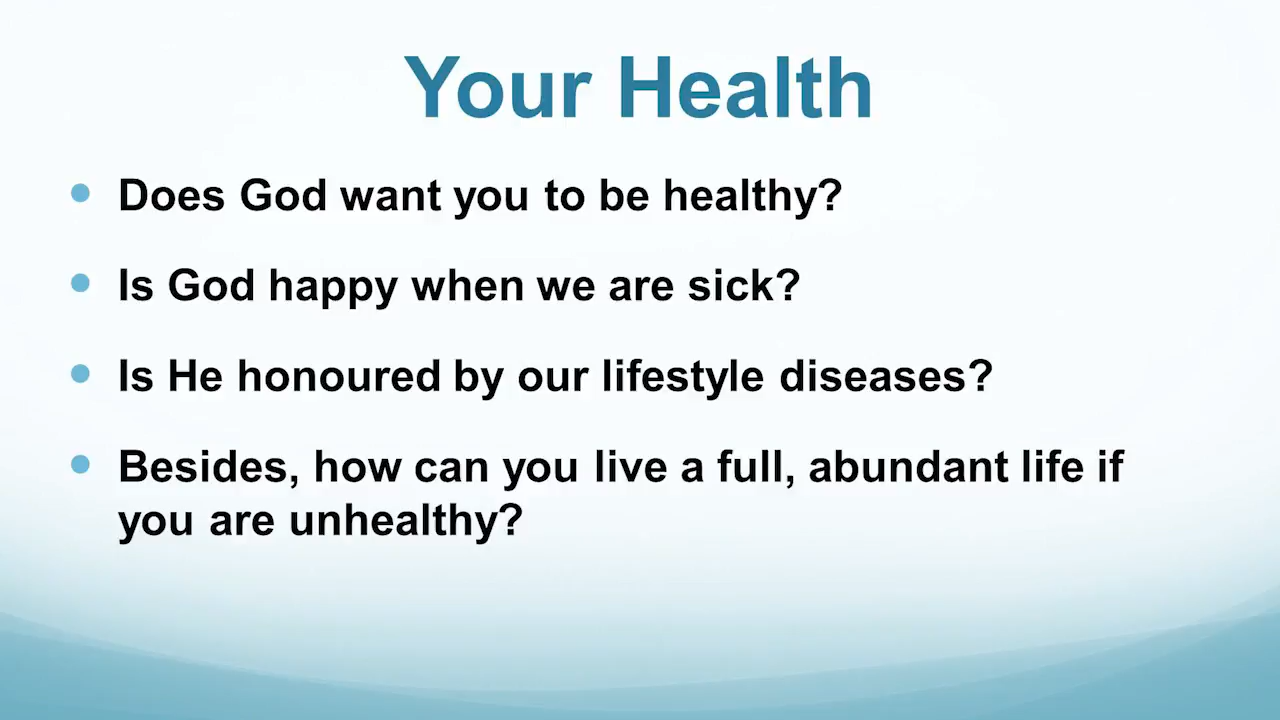 Your Health
Does God want you to be healthy?
Is God happy when we are sick?
Is He honoured by our lifestyle diseases?
Besides, how can you live a full, abundant life if
you are unhealthy?